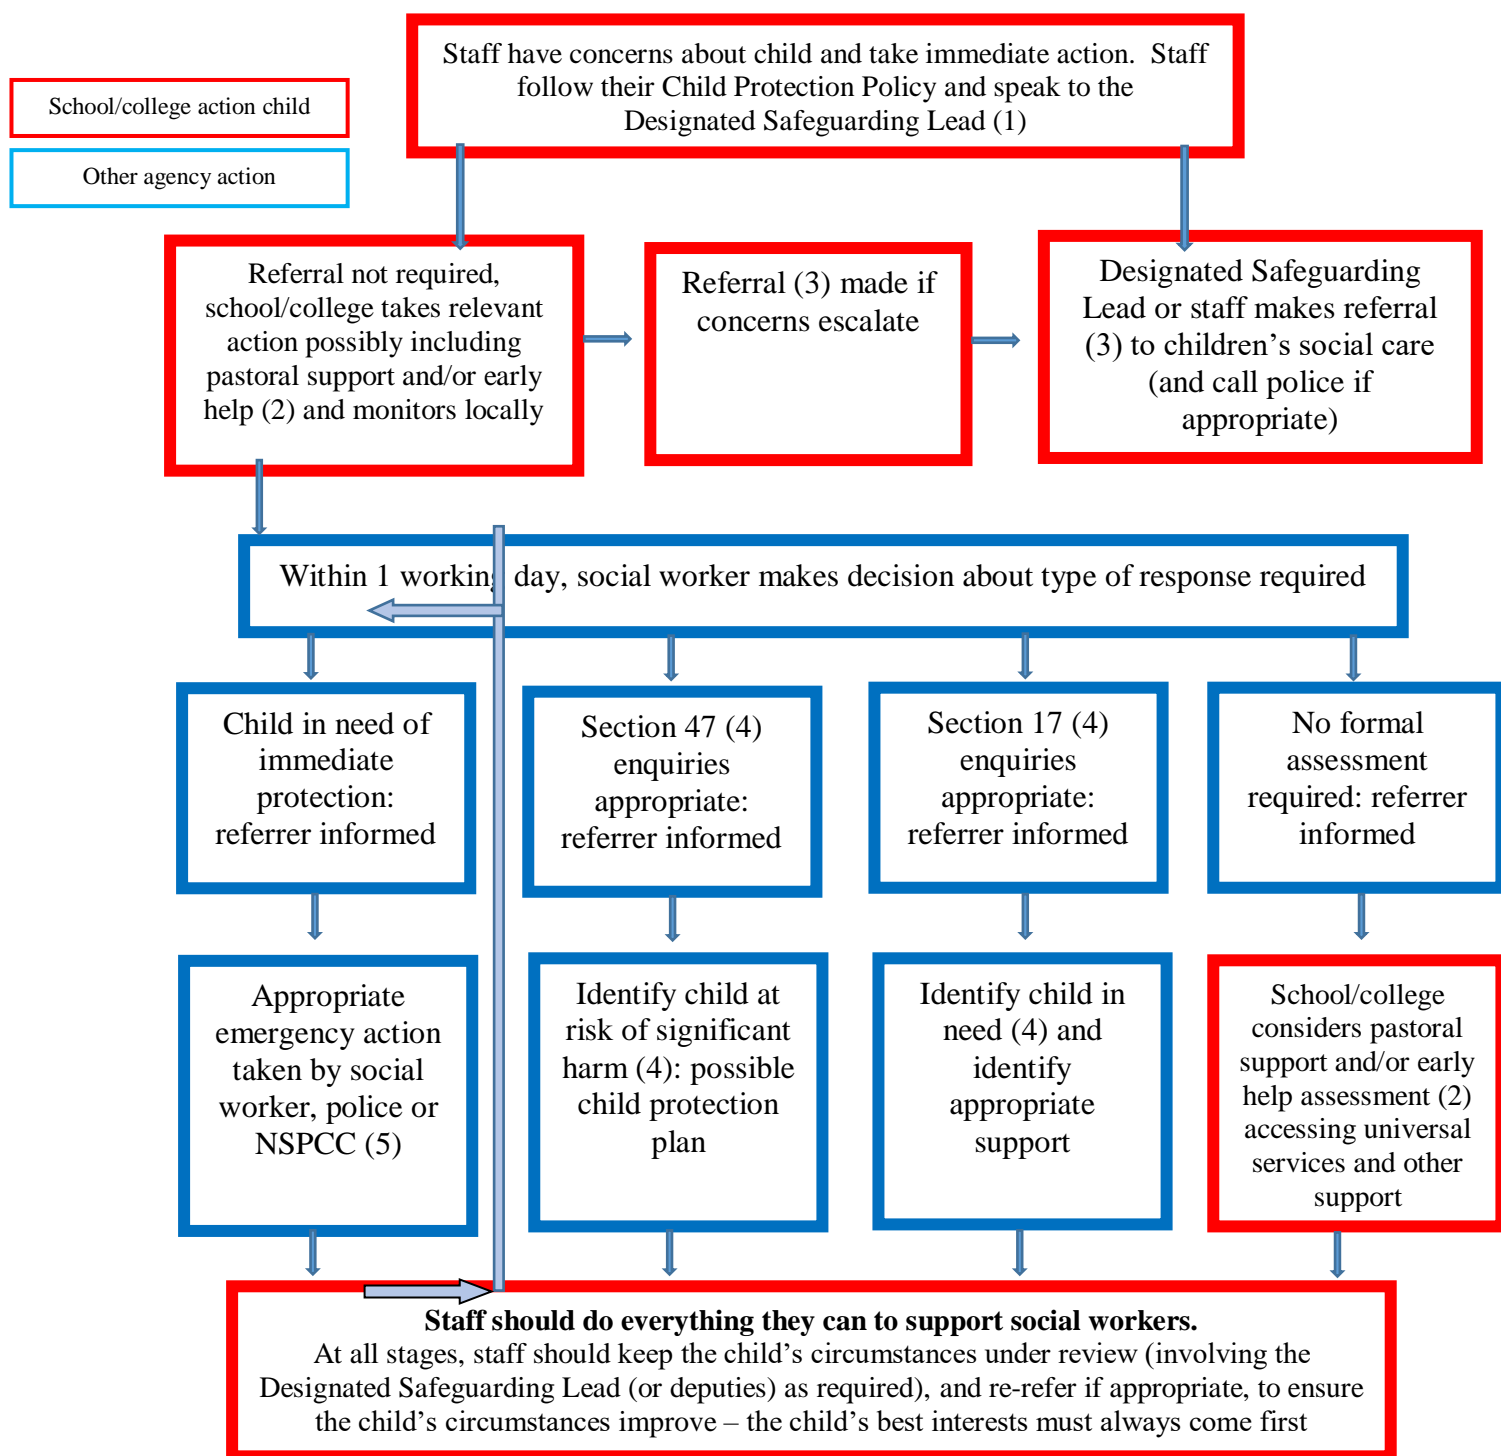 Staff have concerns about child and take immediate action.  Staff
follow their Child Protection Policy and speak to the
Designated Safeguarding Lead (1)
School/college action child
Other agency action
Referral not required,
school/college takes relevant
action possibly including
pastoral support and/or early
help (2) and monitors locally
Referral (3) made if
concerns escalate
Designated Safeguarding
Lead or staff makes referral
(3) to children’s social care
(and call police if
appropriate)
Within 1 working day, social worker makes decision about type of response required
Child in need of
immediate
protection:
referrer informed
Section 47 (4)
enquiries
appropriate:
referrer informed
Section 17 (4)
enquiries
appropriate:
referrer informed
No formal
assessment
required: referrer
informed
Appropriate
emergency action
taken by social
worker, police or
NSPCC (5)
Identify child at
risk of significant
harm (4): possible
child protection
plan
Identify child in
need (4) and
identify
appropriate
support
School/college
considers pastoral
support and/or early
help assessment (2)
accessing universal
services and other
support
Staff should do everything they can to support social workers.
At all stages, staff should keep the child’s circumstances under review (involving the
Designated Safeguarding Lead (or deputies) as required), and re-refer if appropriate, to ensure
the child’s circumstances improve – the child’s best interests must always come first